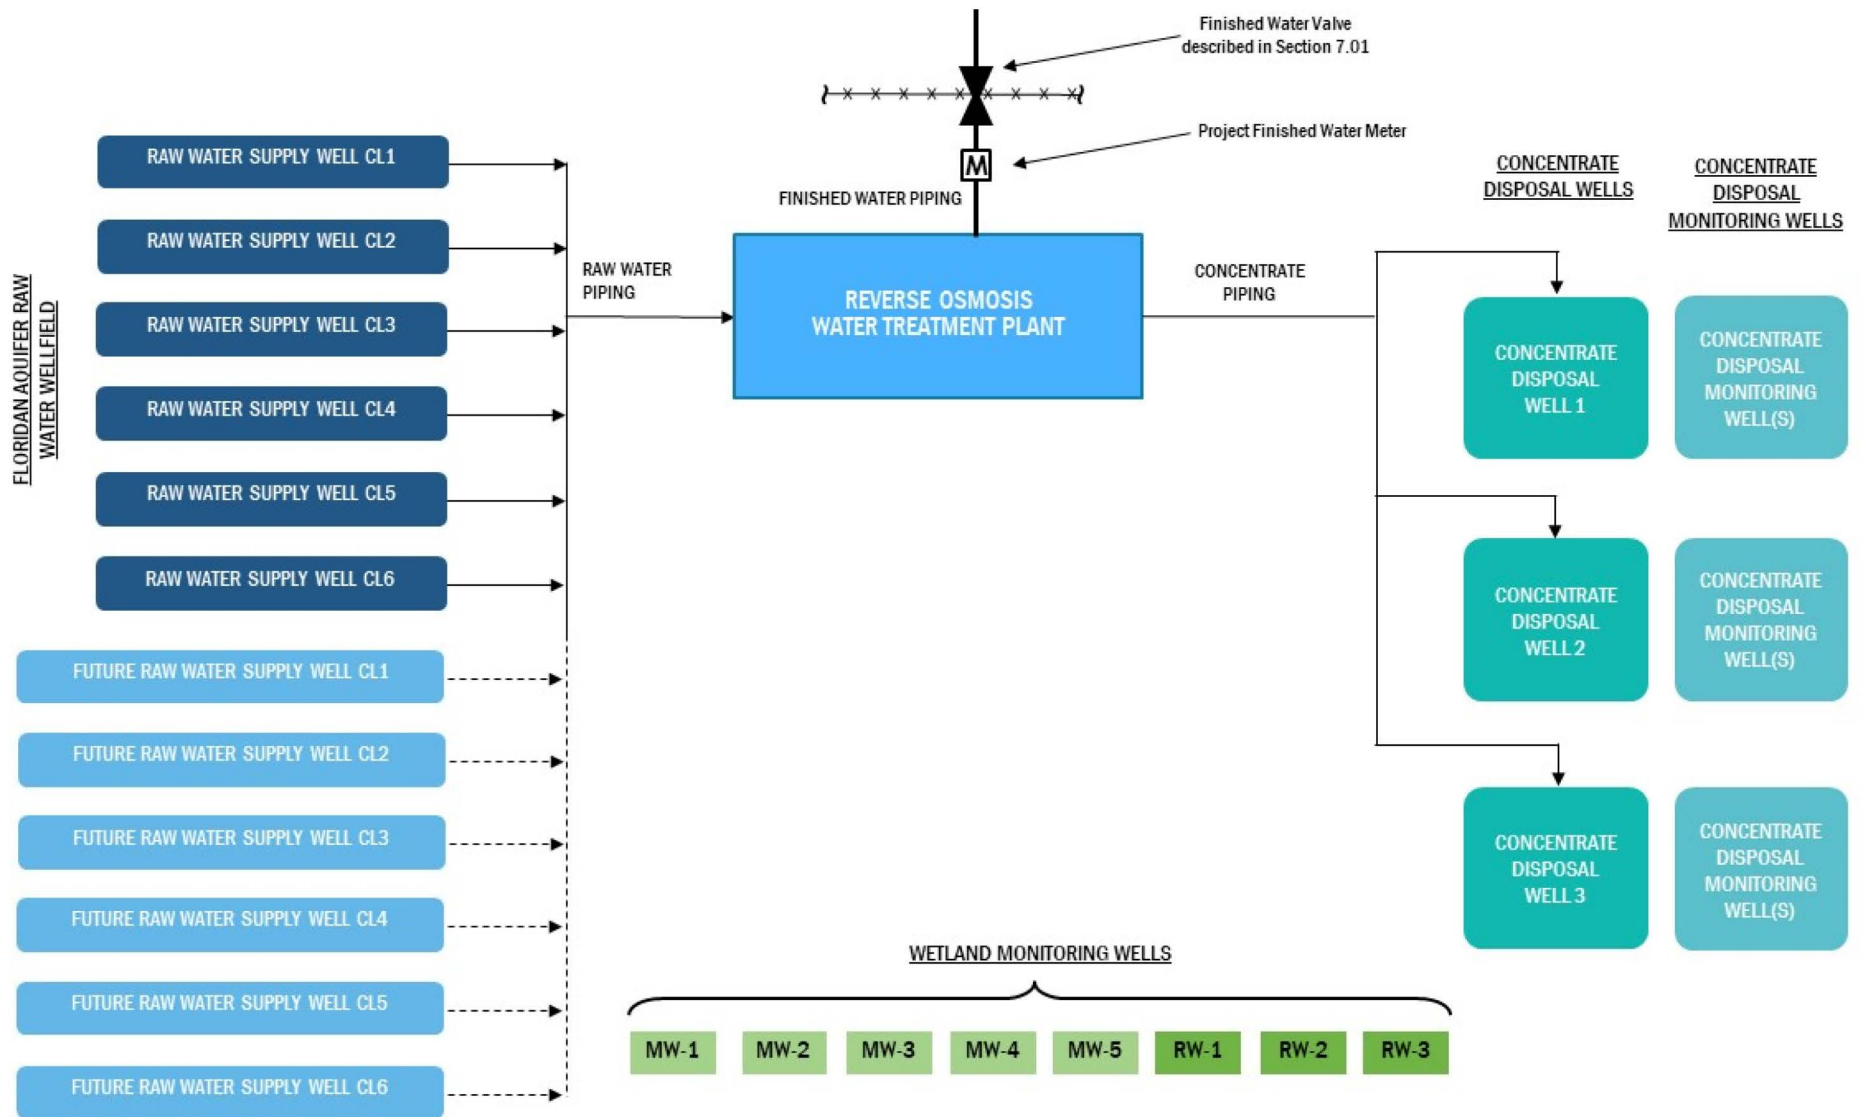 Finished Water Valve
described in Section 7.01
Project Finished Water Meter
M
FINISHED WATER PIPING
FLORIDAN AQUIFER RAW
WATER WELLFIELD
RAW WATER SUPPLY WELL CL1
RAW WATER SUPPLY WELL CL2
RAW WATER SUPPLY WELL CL3
RAW WATER SUPPLY WELL CL4
RAW WATER SUPPLY WELL CL5
RAW WATER SUPPLY WELL CL6
FUTURE RAW WATER SUPPLY WELL CL1
FUTURE RAW WATER SUPPLY WELL CL2
FUTURE RAW WATER SUPPLY WELL CL3
FUTURE RAW WATER SUPPLY WELL CL4
FUTURE RAW WATER SUPPLY WELL CL5
FUTURE RAW WATER SUPPLY WELL CL6
RAW WATER
PIPING
REVERSE OSMOSIS
WATER TREATMENT PLANT
CONCENTRATE
PIPING
CONCENTRATE
DISPOSAL WELLS
CONCENTRATE
DISPOSAL
WELL 1
CONCENTRATE
DISPOSAL
WELL 2
CONCENTRATE
DISPOSAL
WELL 3
CONCENTRATE
DISPOSAL
MONITORING WELLS
CONCENTRATE
DISPOSAL
MONITORING
WELL(S)
CONCENTRATE
DISPOSAL
MONITORING
WELL(S)
CONCENTRATE
DISPOSAL
MONITORING
WELL(S)
WETLAND MONITORING WELLS
MW-1 MW-2 MW-3 MW-4 MW-5 RW-1 RW-2 RW-3